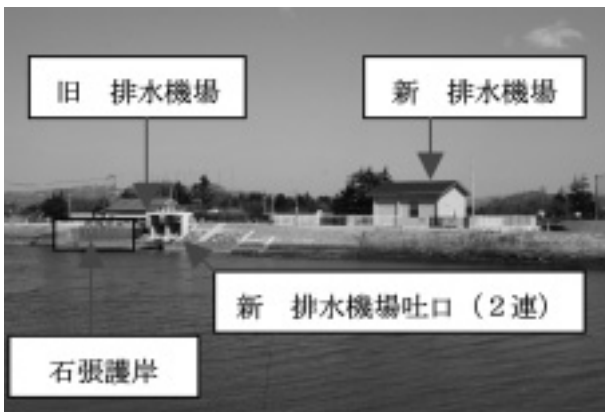 旧　排水機場
新　排水機場
新　排水機場吐口（２連）
石張護岸